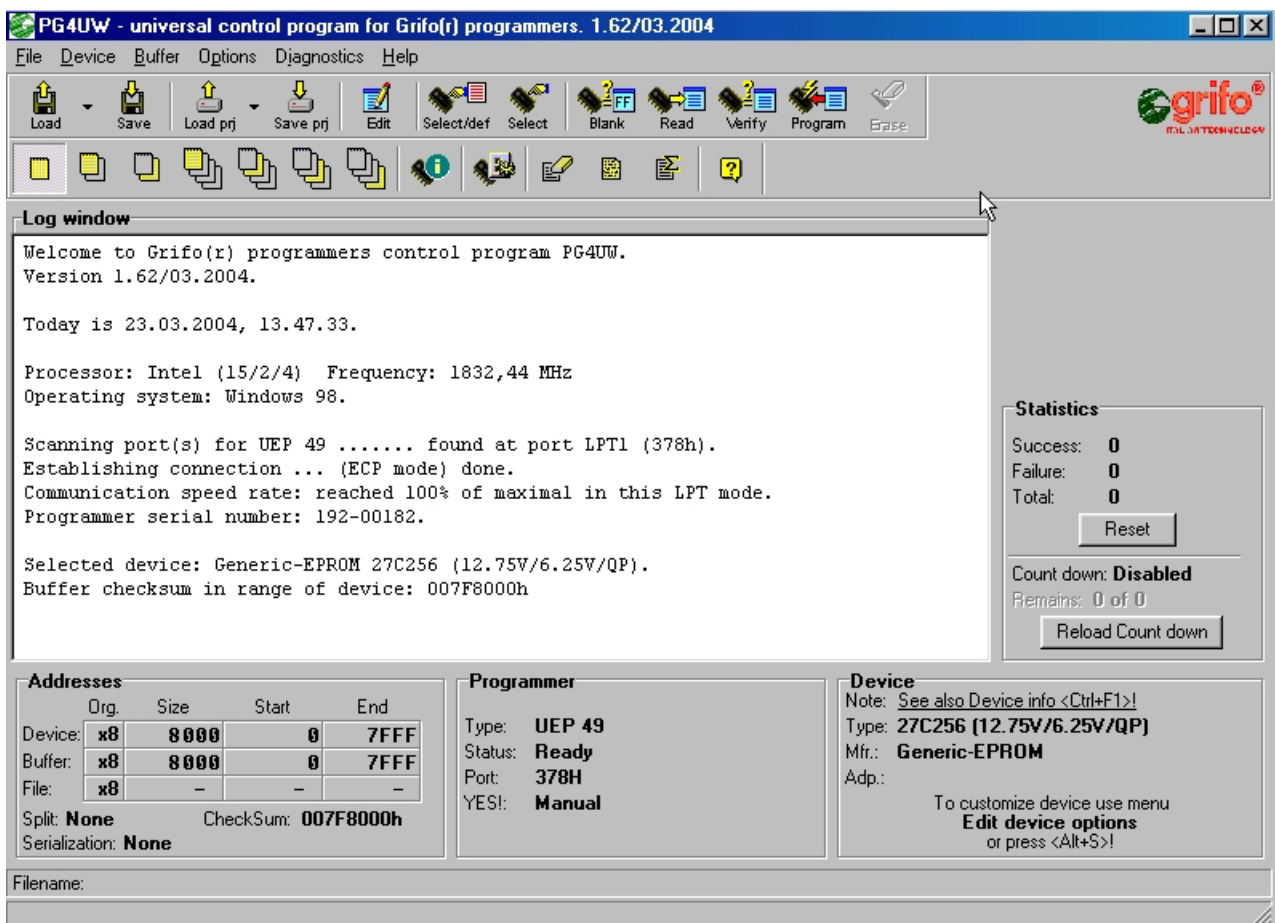 PG4UW - universal control program for Grifo(r) programmers. 1.62/03.2004
File Device Buffer Options Diagnostics Help
Load Save Load prj Save prj Edit Select/def Select Blank Read Verify Program Erase
grifo®
ITALIAN TECHNOLOGY
Log window
Welcome to Grifo(r) programmers control program PG4UW.
Version 1.62/03.2004.
Today is 23.03.2004, 13.47.33.
Processor: Intel (15/2/4) Frequency: 1832,44 MHz
Operating system: Windows 98.
Scanning port(s) for UEP 49 ....... found at port LPT1 (378h).
Establishing connection ... (ECP mode) done.
Communication speed rate: reached 100% of maximal in this LPT mode.
Programmer serial number: 192-00182.
Selected device: Generic-EPROM 27C256 (12.75V/6.25V/QP).
Buffer checksum in range of device: 007F8000h
Statistics
Success: 0
Failure: 0
Total: 0
Reset
Count down: Disabled
Remains: 0 of 0
Reload Count down
Addresses
Org. Size Start End
Device: x8 8000 0 7FFF
Buffer: x8 8000 0 7FFF
File: x8 – – –
Split: None CheckSum: 007F8000h
Serialization: None
Programmer
Type: UEP 49
Status: Ready
Port: 378H
YES!: Manual
Device
Note: See also Device info <Ctrl+F1>!
Type: 27C256 (12.75V/6.25V/QP)
Mfr.: Generic-EPROM
Adp.:
To customize device use menu
Edit device options
or press <Alt+S>!
Filename: